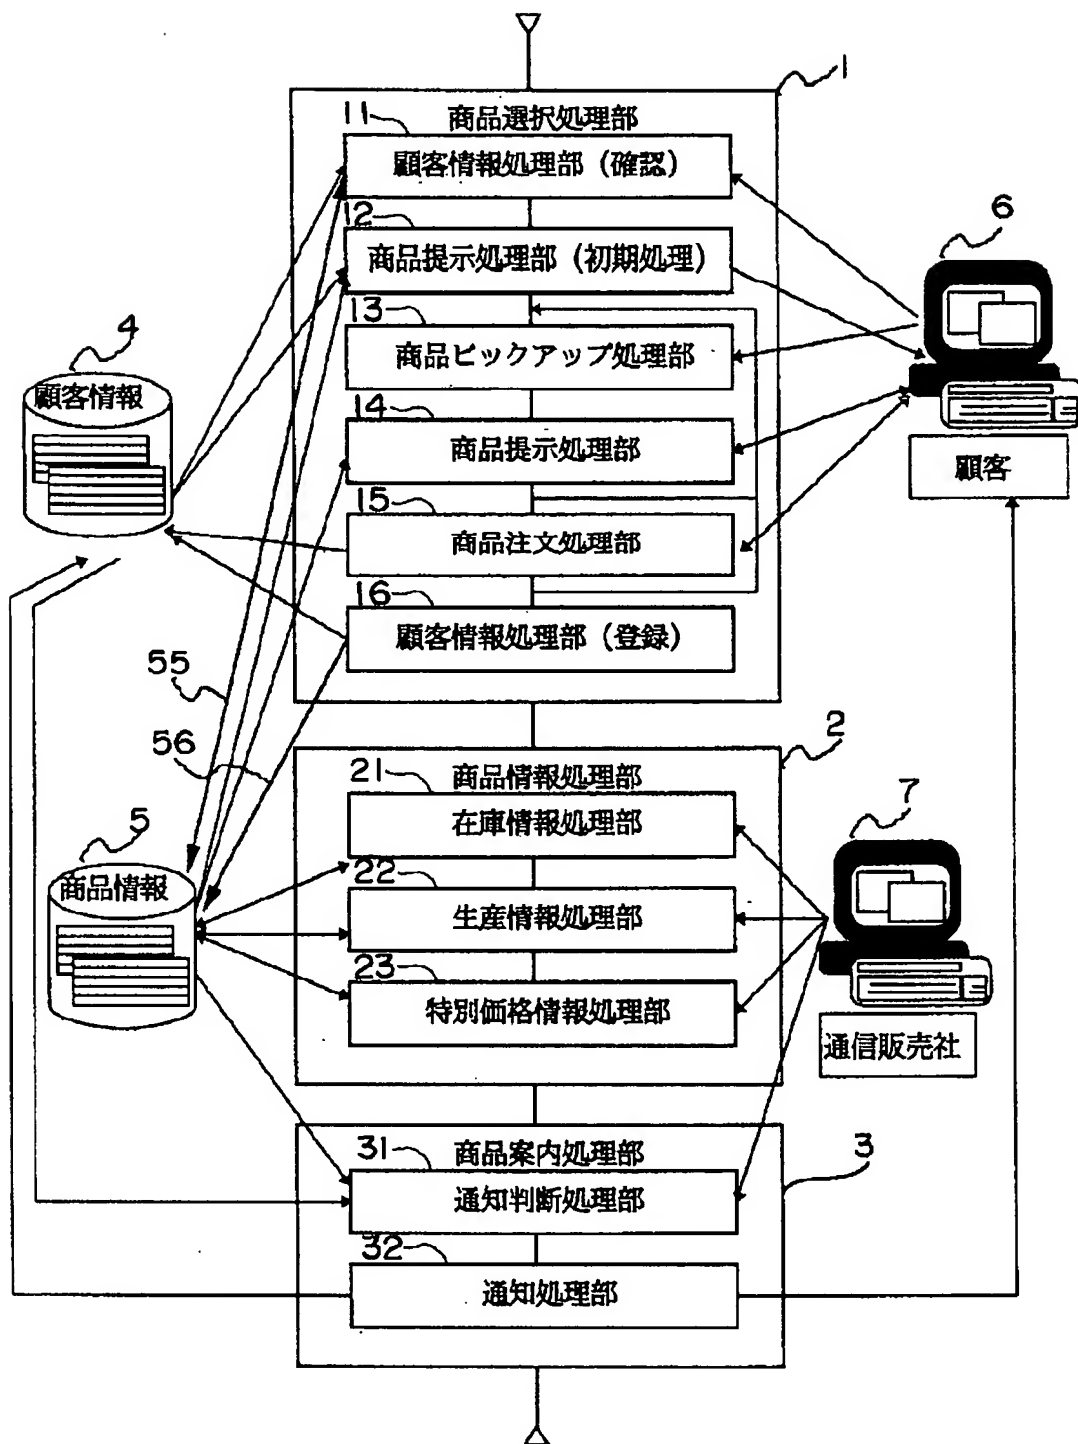 1
商品選択処理部
11
顧客情報処理部（確認）
12
商品提示処理部（初期処理）
13
商品ピックアップ処理部
14
商品提示処理部
15
商品注文処理部
16
顧客情報処理部（登録）
6
顧客
4
顧客情報
55
56
2
商品情報処理部
21
在庫情報処理部
22
生産情報処理部
23
特別価格情報処理部
5
商品情報
7
通信販売社
3
商品案内処理部
31
通知判断処理部
32
通知処理部